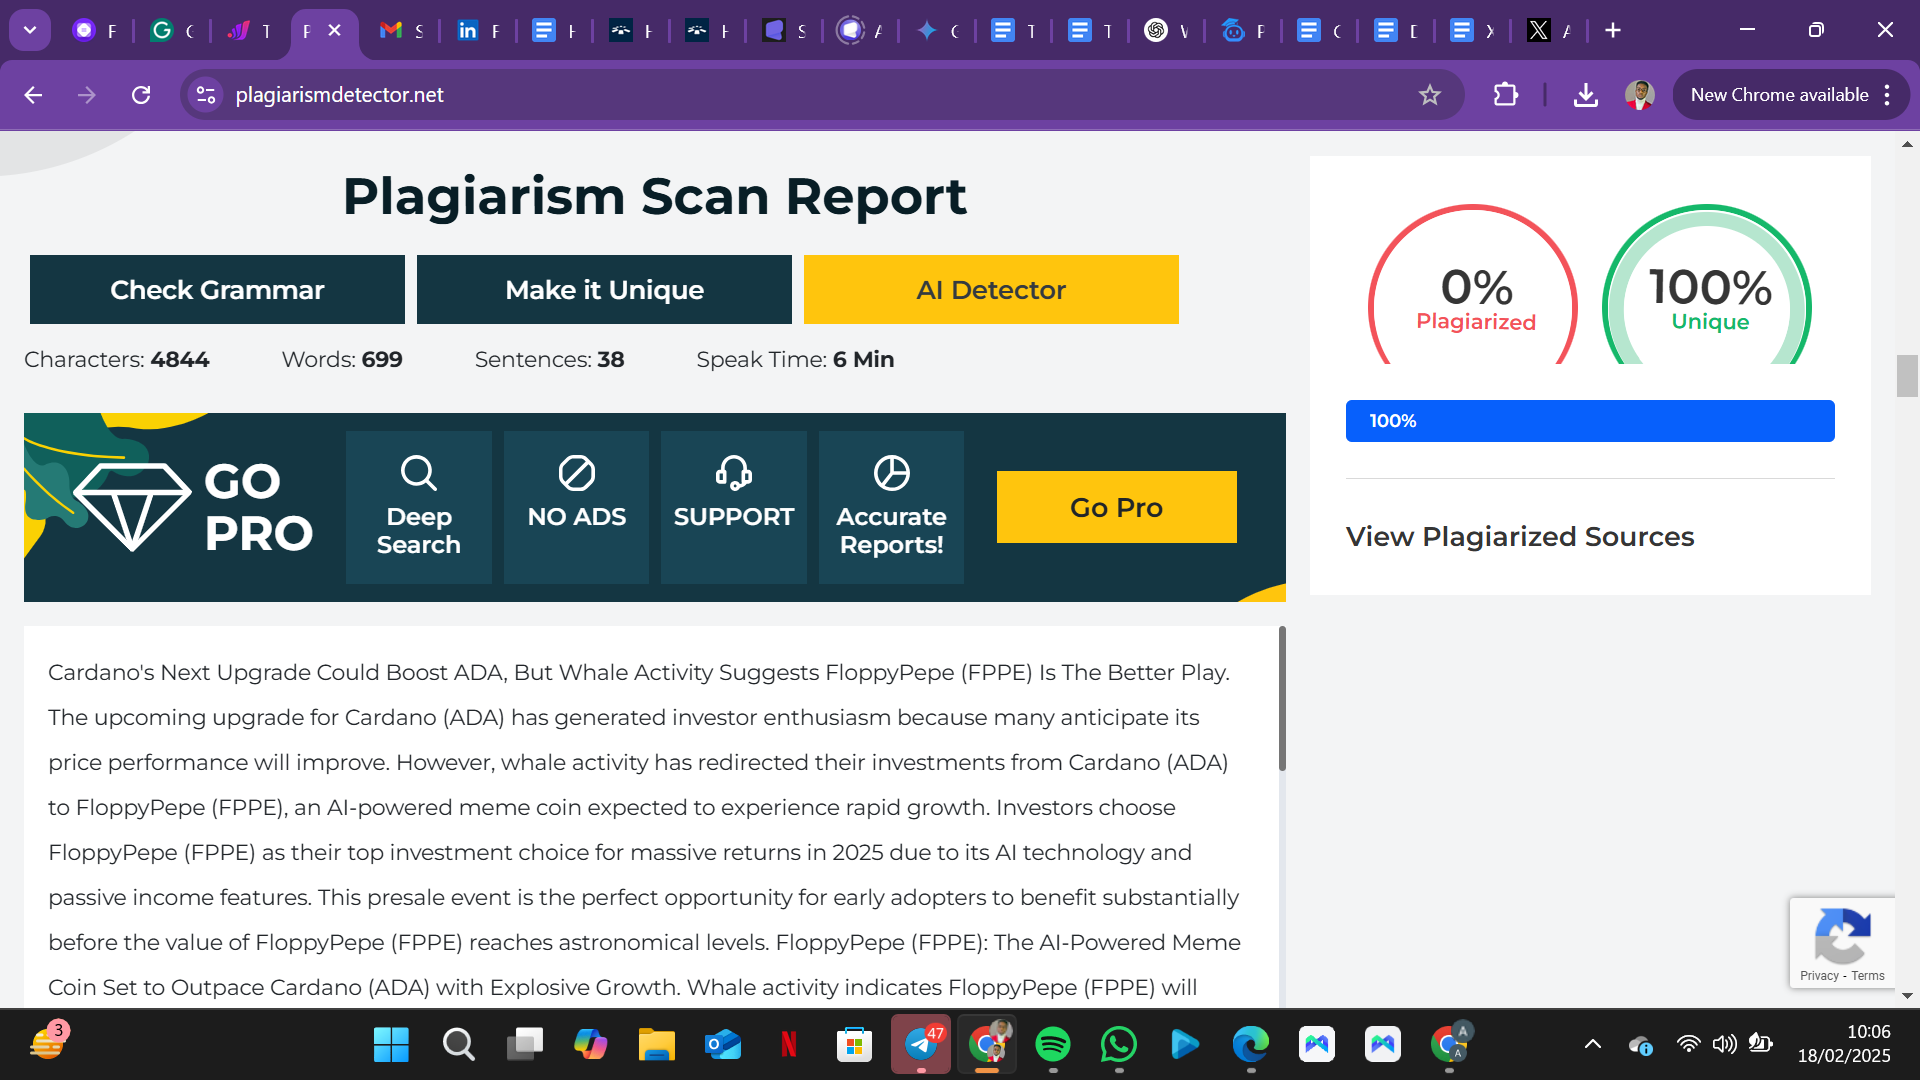 F
C
T
F
S
F
H
H
H
S
A
C
T
T
W
F
C
D
X
A
plagiarismdetector.net
New Chrome available
Plagiarism Scan Report
Check Grammar
Make it Unique
AI Detector
Characters: 4844
Words: 699
Sentences: 38
Speak Time: 6 Min
GO
PRO
Deep
Search
NO ADS
SUPPORT
Accurate
Reports!
Go Pro
Cardano's Next Upgrade Could Boost ADA, But Whale Activity Suggests FloppyPepe (FPPE) Is The Better Play.
The upcoming upgrade for Cardano (ADA) has generated investor enthusiasm because many anticipate its
price performance will improve. However, whale activity has redirected their investments from Cardano (ADA)
to FloppyPepe (FPPE), an AI-powered meme coin expected to experience rapid growth. Investors choose
FloppyPepe (FPPE) as their top investment choice for massive returns in 2025 due to its AI technology and
passive income features. This presale event is the perfect opportunity for early adopters to benefit substantially
before the value of FloppyPepe (FPPE) reaches astronomical levels. FloppyPepe (FPPE): The AI-Powered Meme
Coin Set to Outpace Cardano (ADA) with Explosive Growth. Whale activity indicates FloppyPepe (FPPE) will
0%
Plagiarized
100%
Unique
100%
View Plagiarized Sources
Privacy - Terms
3
47
A
A
10:06
18/02/2025